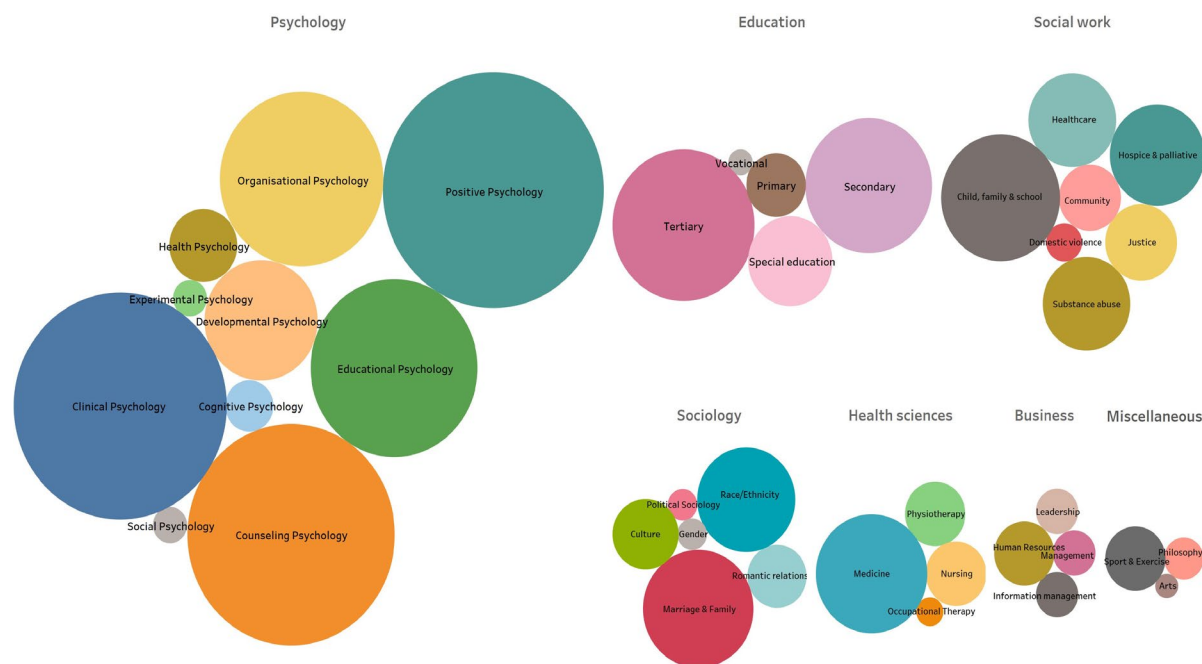 Psychology
Education
Social work
Organisational Psychology
Positive Psychology
Health Psychology
Experimental Psychology
Developmental Psychology
Educational Psychology
Clinical Psychology
Cognitive Psychology
Social Psychology
Counseling Psychology
Vocational
Primary
Secondary
Tertiary
Special education
Healthcare
Hospice & palliative
Child, family & school
Community
Domestic violence
Justice
Substance abuse
Sociology
Health sciences
Business
Miscellaneous
Race/Ethnicity
Political Sociology
Culture
Gender
Romantic relations
Marriage & Family
Physiotherapy
Medicine
Nursing
Occupational Therapy
Leadership
Human Resources
Management
Information management
Philosophy
Sport & Exercise
Arts